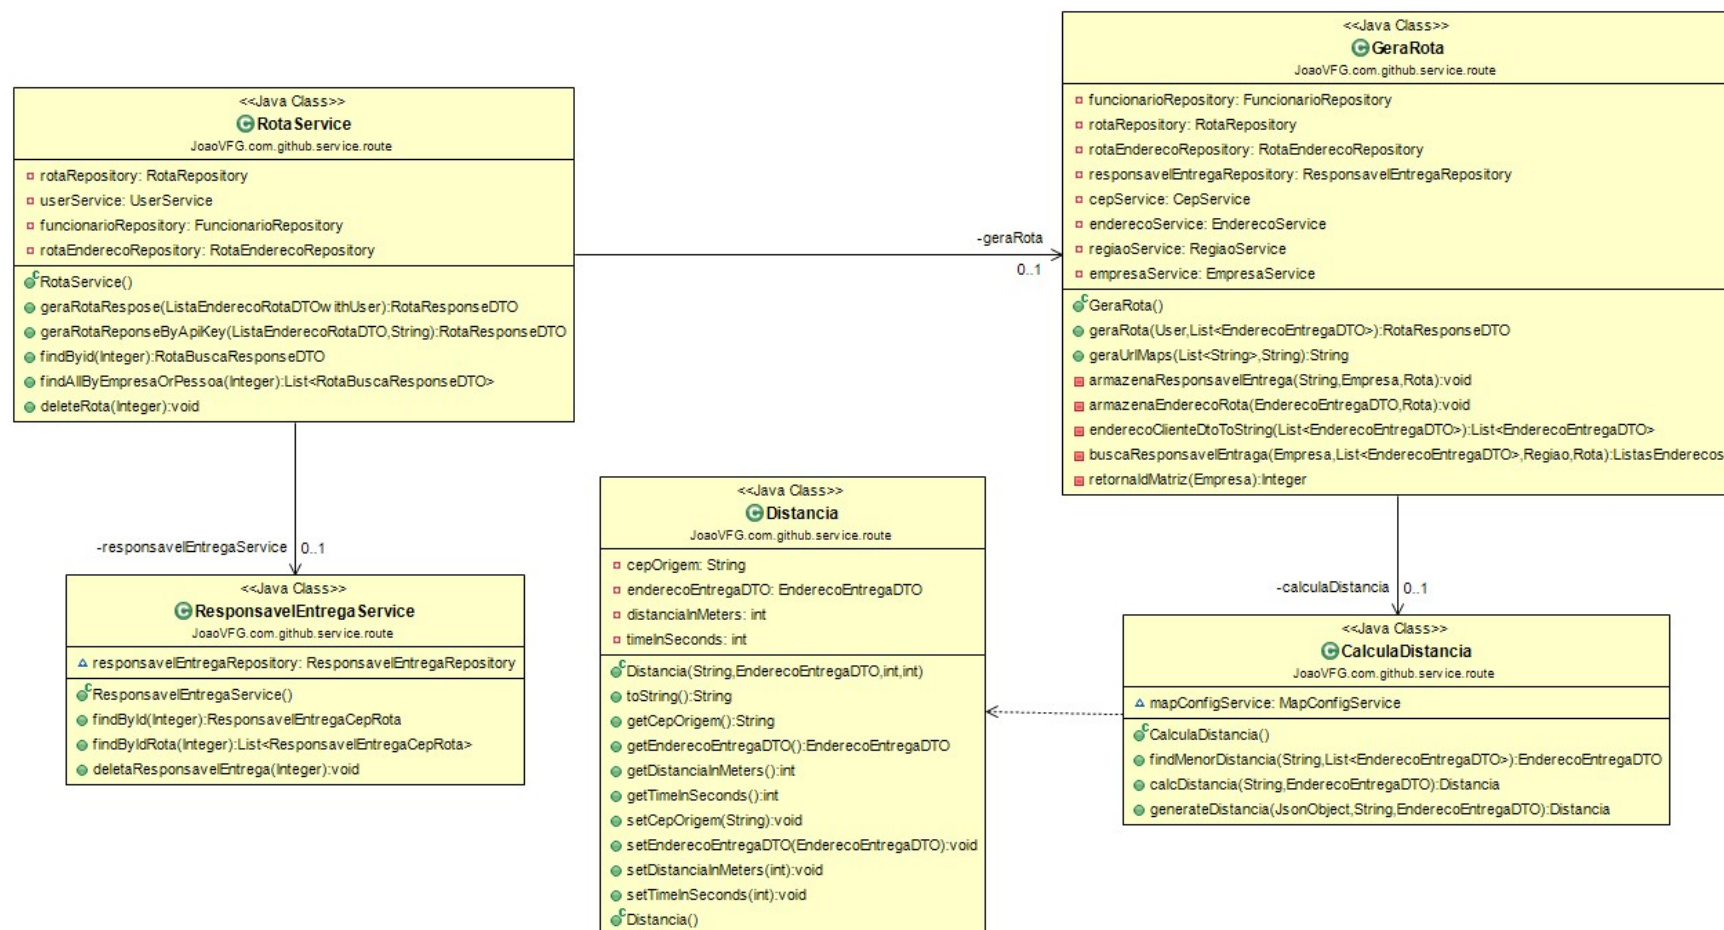 <<Java Class>>
RotaService
JoaoVFG.com.github.service.route
rotaRepository: RotaRepository
userService: UserService
funcionarioRepository: FuncionarioRepository
rotaEnderecoRepository: RotaEnderecoRepository
RotaService()
geraRotaRespose(ListaEnderecoRotaDTOwithUser):RotaResponseDTO
geraRotaReponseByApiKey(ListaEnderecoRotaDTO,String):RotaResponseDTO
findByid(Integer):RotaBuscaResponseDTO
findAllByEmpresaOrPessoa(Integer):List<RotaBuscaResponseDTO>
deleteRota(Integer):void
-geraRota
0..1
<<Java Class>>
GeraRota
JoaoVFG.com.github.service.route
funcionarioRepository: FuncionarioRepository
rotaRepository: RotaRepository
rotaEnderecoRepository: RotaEnderecoRepository
responsavelEntregaRepository: ResponsavelEntregaRepository
cepService: CepService
enderecoService: EnderecoService
regiaoService: RegiaoService
empresaService: EmpresaService
GeraRota()
geraRota(User,List<EnderecoEntregaDTO>):RotaResponseDTO
geraUrlMaps(List<String>,String):String
armazenaResponsavelEntrega(String,Empresa,Rota):void
armazenaEnderecoRota(EnderecoEntregaDTO,Rota):void
enderecoClienteDtoToString(List<EnderecoEntregaDTO>):List<EnderecoEntregaDTO>
buscaResponsavelEntraga(Empresa,List<EnderecoEntregaDTO>,Regiao,Rota):ListasEnderecos
retornaIdMatriz(Empresa):Integer
-responsavelEntregaService 0..1
<<Java Class>>
ResponsavelEntregaService
JoaoVFG.com.github.service.route
responsavelEntregaRepository: ResponsavelEntregaRepository
ResponsavelEntregaService()
findById(Integer):ResponsavelEntregaCepRota
findByIdRota(Integer):List<ResponsavelEntregaCepRota>
deletaResponsavelEntrega(Integer):void
<<Java Class>>
Distancia
JoaoVFG.com.github.service.route
cepOrigem: String
enderecoEntregaDTO: EnderecoEntregaDTO
distanciaInMeters: int
timeInSeconds: int
Distancia(String,EnderecoEntregaDTO,int,int)
toString():String
getCepOrigem():String
getEnderecoEntregaDTO():EnderecoEntregaDTO
getDistanciaInMeters():int
getTimeInSeconds():int
setCepOrigem(String):void
setEnderecoEntregaDTO(EnderecoEntregaDTO):void
setDistanciaInMeters(int):void
setTimeInSeconds(int):void
Distancia()
-calculaDistancia 0..1
<<Java Class>>
CalculaDistancia
JoaoVFG.com.github.service.route
mapConfigService: MapConfigService
CalculaDistancia()
findMenorDistancia(String,List<EnderecoEntregaDTO>):EnderecoEntregaDTO
calcDistancia(String,EnderecoEntregaDTO):Distancia
generateDistancia(JsonObject,String,EnderecoEntregaDTO):Distancia